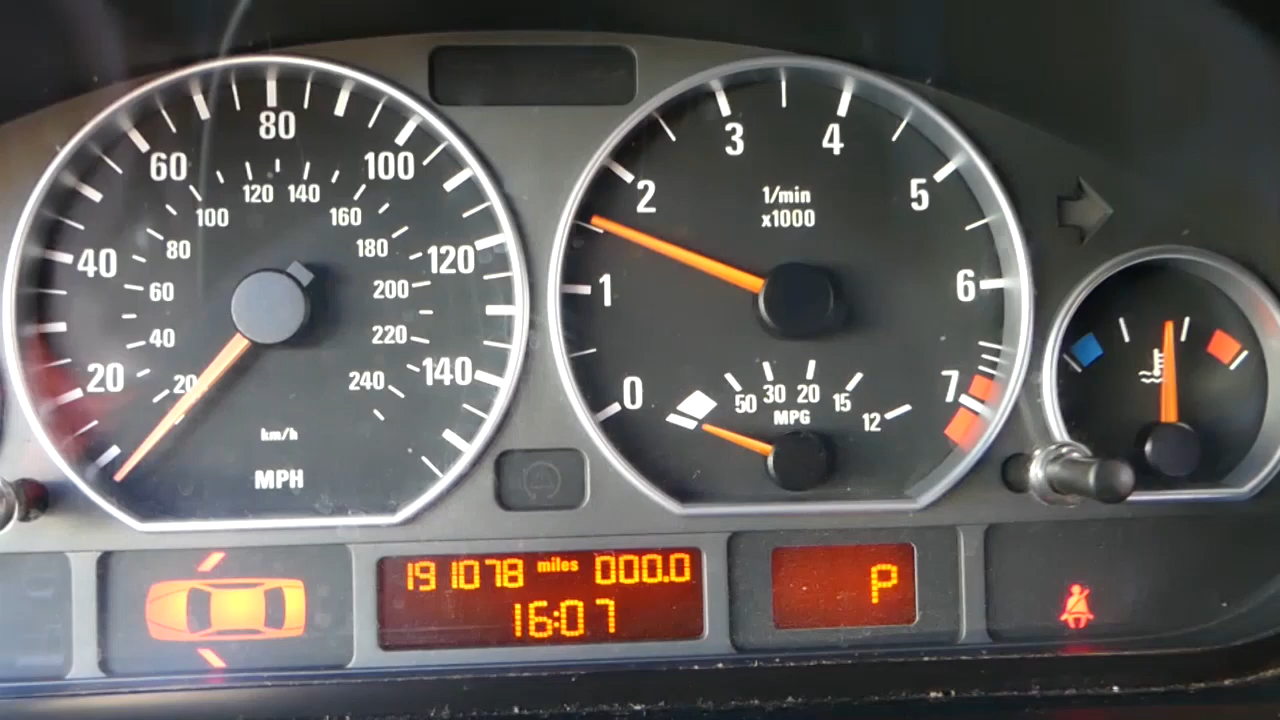 20 40 60 80 100 120 140
20 40 60 80 100 120 140 160 180 200 220 240
km/h
MPH
0 1 2 3 4 5 6 7
1/min
x1000
50 30 20 15 12
MPG
191078 miles 000.0
16:07
P